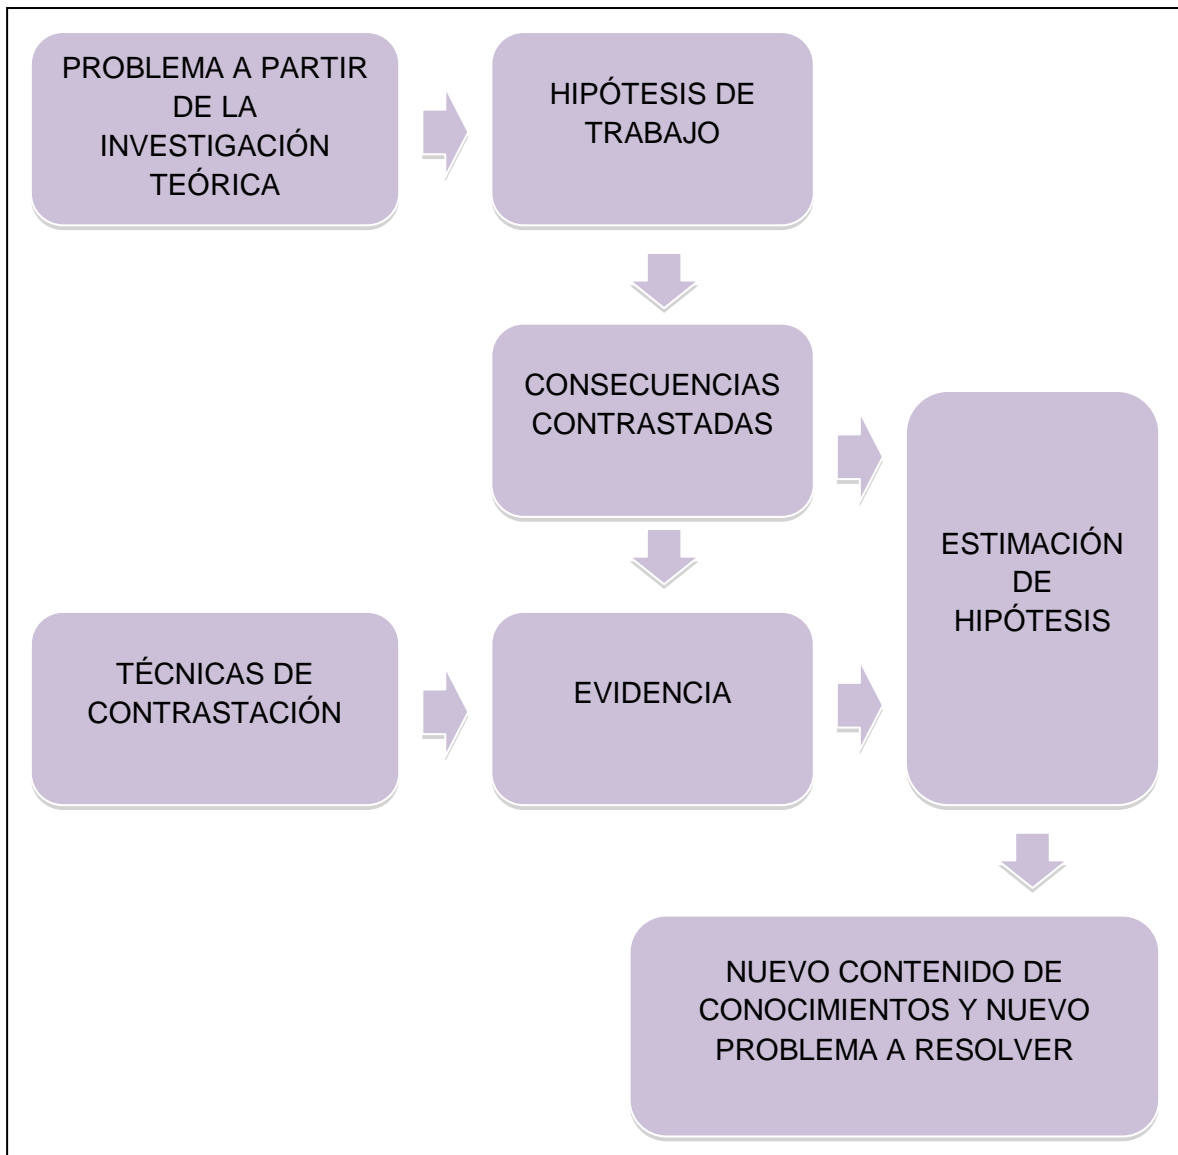 PROBLEMA A PARTIR
DE LA
INVESTIGACIÓN
TEÓRICA
HIPÓTESIS DE
TRABAJO
CONSECUENCIAS
CONTRASTADAS
ESTIMACIÓN
DE
HIPÓTESIS
TÉCNICAS DE
CONTRASTACIÓN
EVIDENCIA
NUEVO CONTENIDO DE
CONOCIMIENTOS Y NUEVO
PROBLEMA A RESOLVER